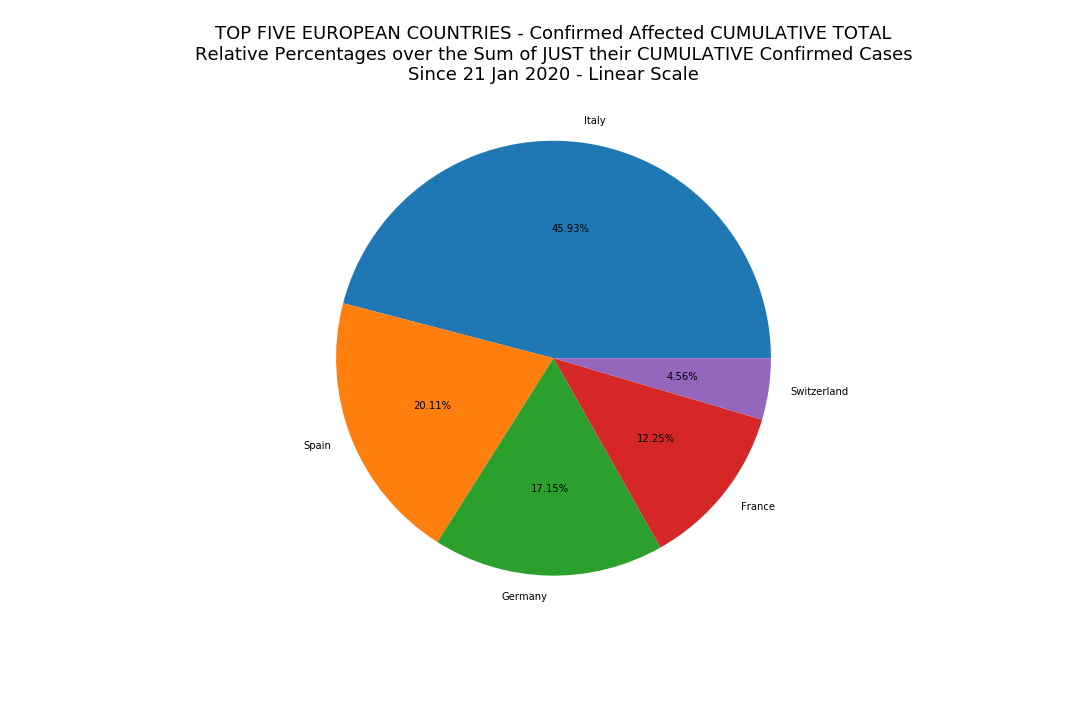 TOP FIVE EUROPEAN COUNTRIES - Confirmed Affected CUMULATIVE TOTAL
Relative Percentages over the Sum of JUST their CUMULATIVE Confirmed Cases
Since 21 Jan 2020 - Linear Scale
Italy
45.93%
4.56%
Switzerland
20.11%
12.25%
Spain
17.15%
France
Germany